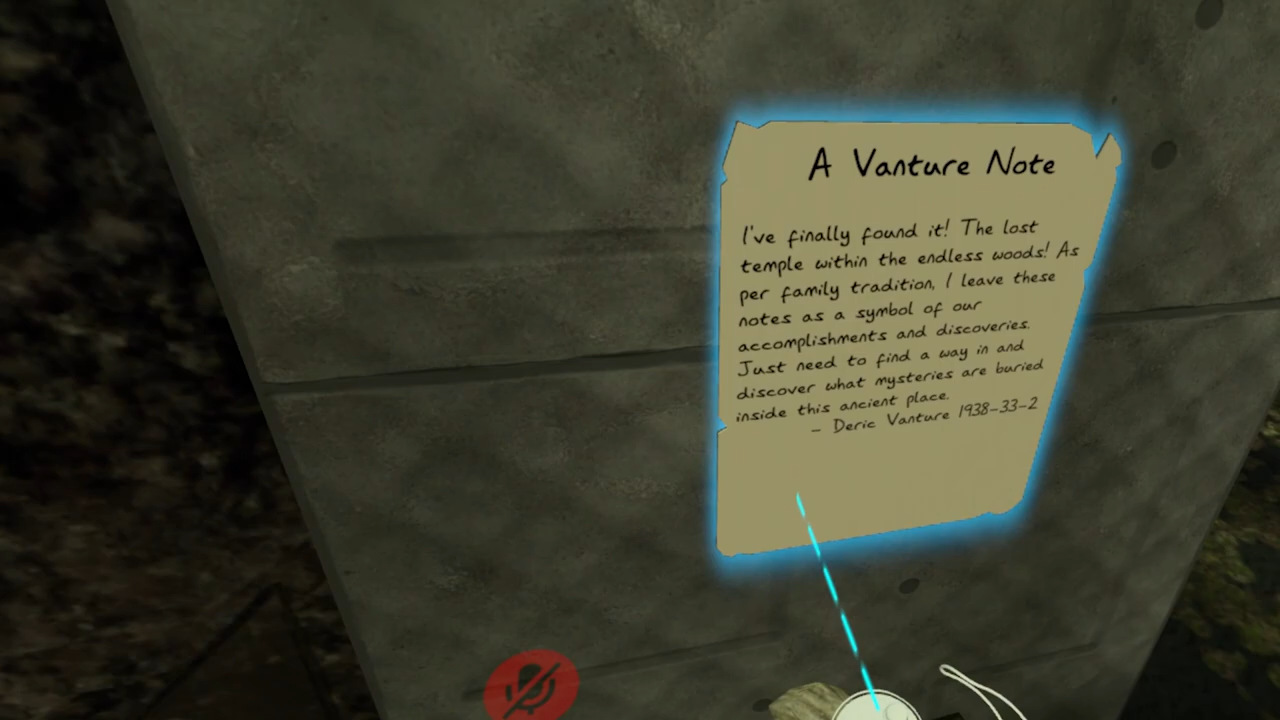 A Vanture Note
I've finally found it! The lost
temple within the endless woods! As
per family tradition, I leave these
notes as a symbol of our
accomplishments and discoveries.
Just need to find a way in and
discover what mysteries are buried
inside this ancient place.
- Deric Vanture 1938-33-2